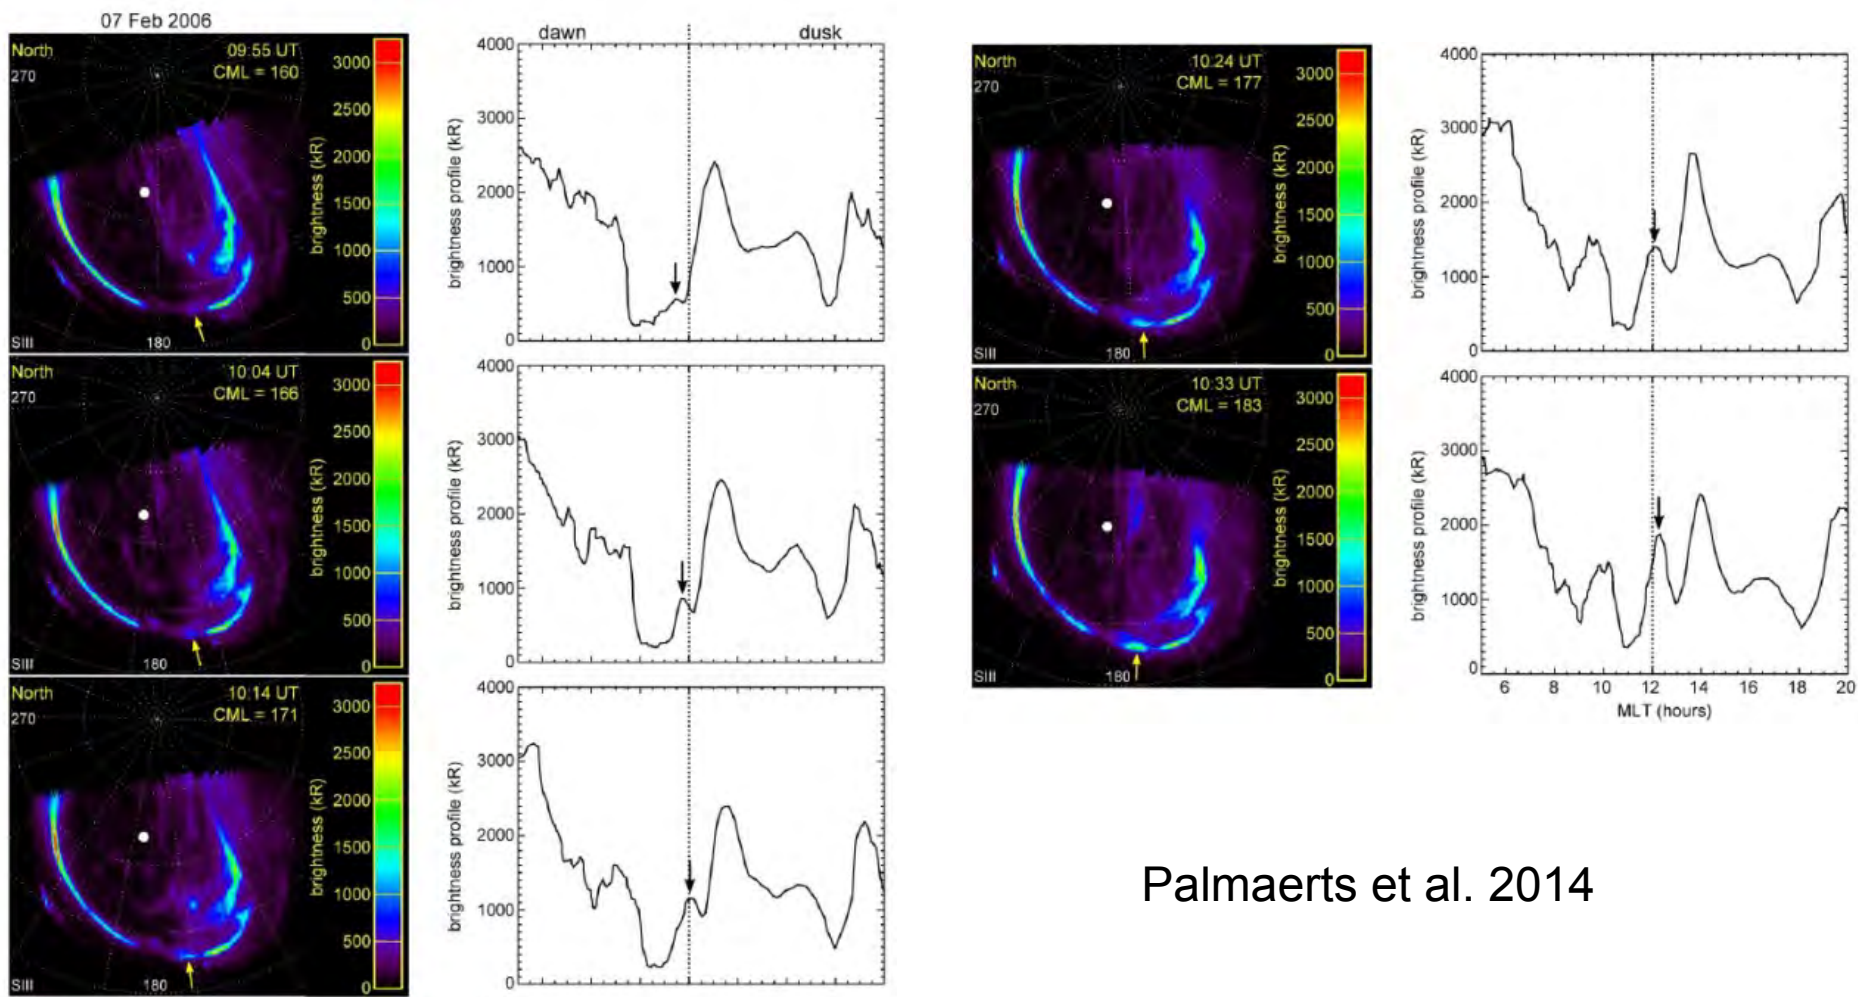 07 Feb 2006
North 09:55 UT
270 CML = 160
SIII 180
3000
2500
2000
1500
1000
500
0
brightness (kR)
dawn dusk
4000
3000
2000
1000
0
brightness profile (kR)
North 10:04 UT
270 CML = 166
SIII 180
3000
2500
2000
1500
1000
500
0
brightness (kR)
4000
3000
2000
1000
0
brightness profile (kR)
North 10:14 UT
270 CML = 171
SIII 180
3000
2500
2000
1500
1000
500
0
brightness (kR)
4000
3000
2000
1000
0
brightness profile (kR)
North 10:24 UT
270 CML = 177
SIII 180
3000
2500
2000
1500
1000
500
0
brightness (kR)
4000
3000
2000
1000
0
brightness profile (kR)
North 10:33 UT
270 CML = 183
SIII 180
3000
2500
2000
1500
1000
500
0
brightness (kR)
4000
3000
2000
1000
0
brightness profile (kR)
6 8 10 12 14 16 18 20
MLT (hours)
Palmaerts et al. 2014